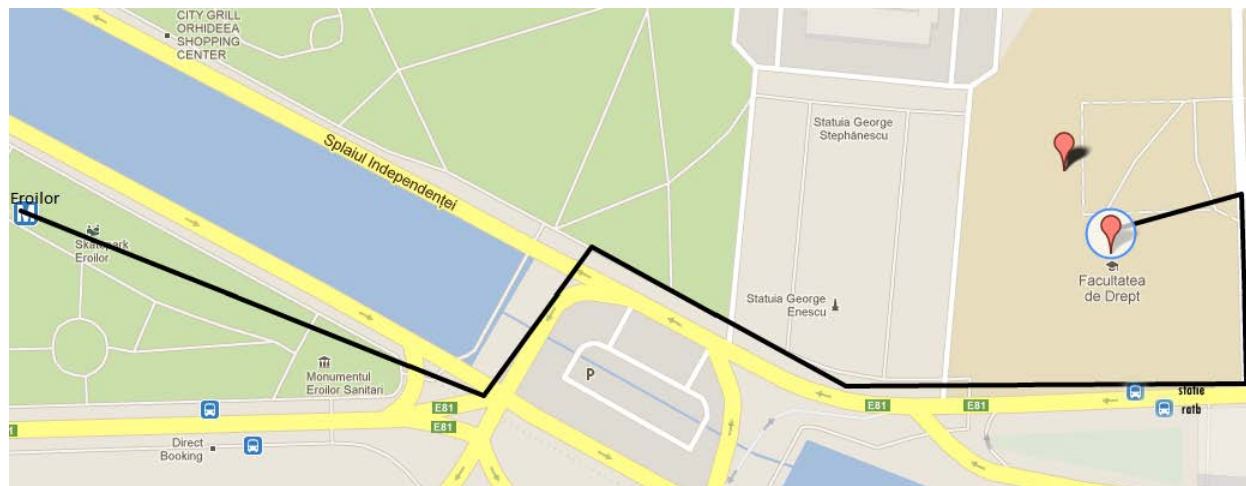 CITY GRILL
ORHIDEEA
SHOPPING
CENTER
Splaiul Independenței
Statuia George
Stephănescu
Eroilor
Skatepark
Eroilor
Facultatea
de Drept
Statuia George
Enescu
Monumentul
Eroilor Sanitari
P
statie
ratb
E81
E81
E81
E81
1
Direct
Booking